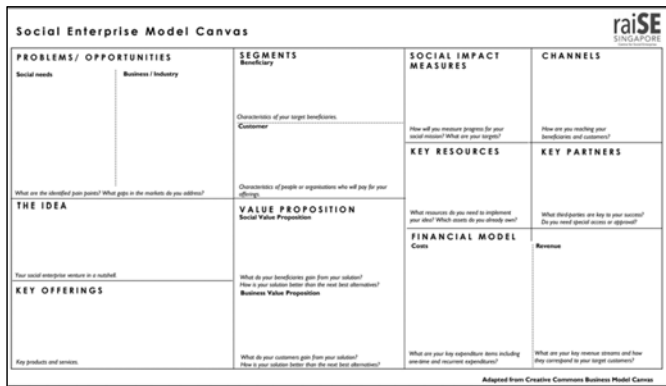 Social Enterprise Model Canvas
raiSE
SINGAPORE
Centre for Social Enterprise
PROBLEMS/ OPPORTUNITIES
Social needs
Business / Industry
What are the identified pain points? What gaps in the markets do you address?
THE IDEA
Your social enterprise venture in a nutshell.
KEY OFFERINGS
Key products and services.
SEGMENTS
Beneficiary
Characteristics of your target beneficiaries.
Customer
Characteristics of people or organisations who will pay for your
offerings.
VALUE PROPOSITION
Social Value Proposition
What do your beneficiaries gain from your solution?
How is your solution better than the next best alternatives?
Business Value Proposition
What do your customers gain from your solution?
How is your solution better than the next best alternatives?
SOCIAL IMPACT
MEASURES
How will you measure progress for your
social mission? What are your targets?
CHANNELS
How are you reaching your
beneficiaries and customers?
KEY RESOURCES
What resources do you need to implement
your idea? Which assets do you already own?
KEY PARTNERS
What third-parties are key to your success?
Do you need special access or approval?
FINANCIAL MODEL
Costs
What are your key expenditure items including
one-time and recurrent expenditures?
Revenue
What are your key revenue streams and how
they correspond to your target customers?
Adapted from Creative Commons Business Model Canvas